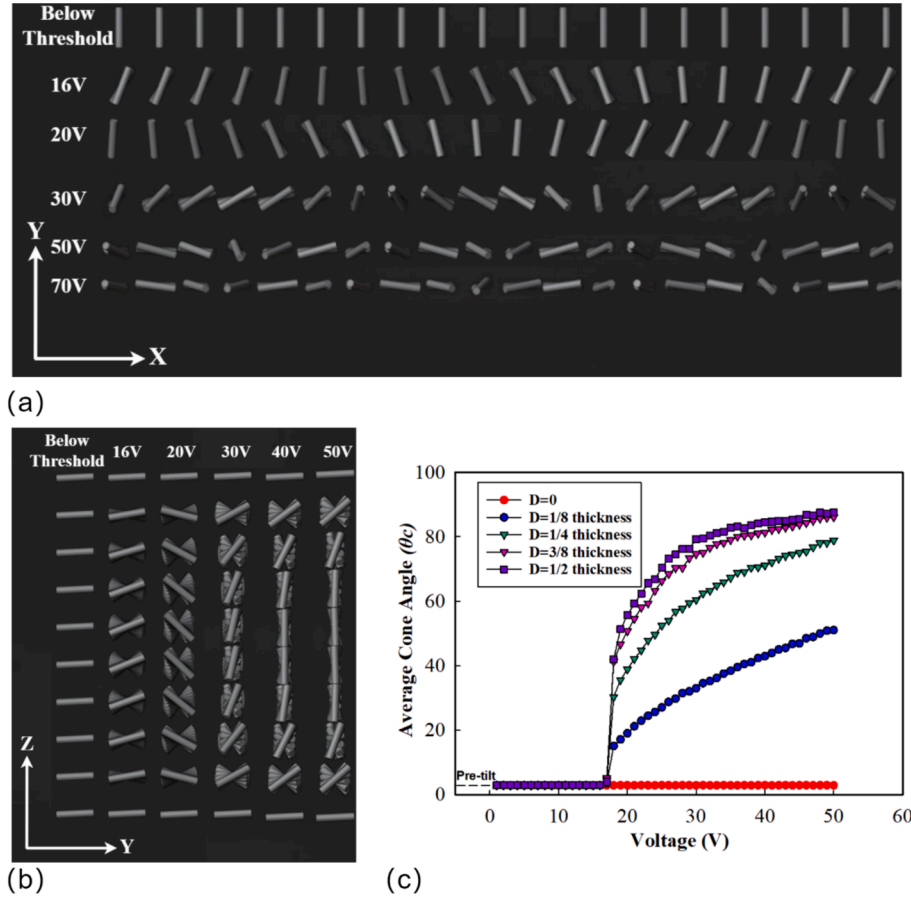 Below
Threshold
16V
20V
30V
50V
70V
Y
X
(a)
Below
Threshold
16V 20V 30V 40V 50V
Z
Y
(b)
100
80
60
40
20
0
Average Cone Angle (θc)
D=0
D=1/8 thickness
D=1/4 thickness
D=3/8 thickness
D=1/2 thickness
Pre-tilt
0 10 20 30 40 50 60
Voltage (V)
(c)